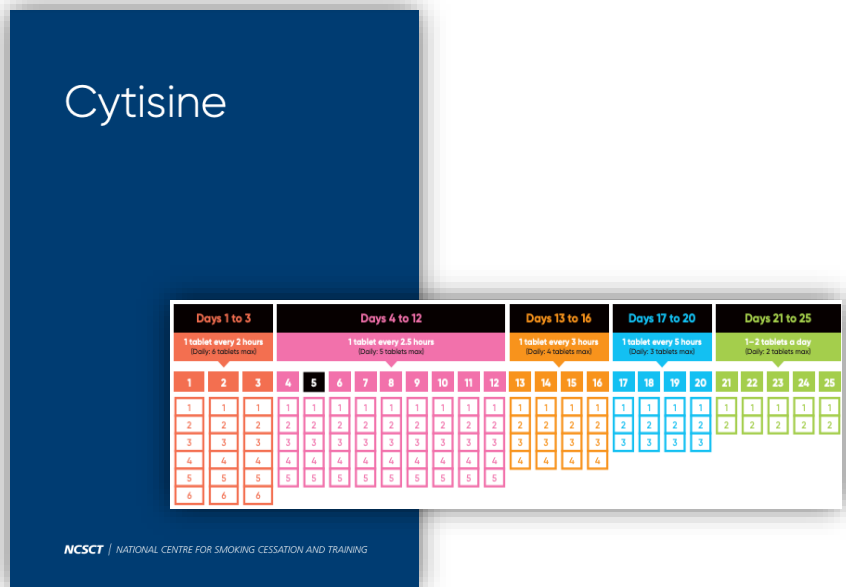 Cytisine
Days 1 to 3 Days 4 to 12 Days 13 to 16 Days 17 to 20 Days 21 to 25
1 tablet every 2 hours 1 tablet every 2.5 hours 1 tablet every 3 hours 1 tablet every 5 hours 1–2 tablets a day
(Daily: 6 tablets max) (Daily: 5 tablets max) (Daily: 4 tablets max) (Daily: 3 tablets max) (Daily: 2 tablets max)
1 2 3 4 5 6 7 8 9 10 11 12 13 14 15 16 17 18 19 20 21 22 23 24 25
1 1 1 1 1 1 1 1 1 1 1 1 1 1 1 1 1 1 1 1 1 1 1 1 1
2 2 2 2 2 2 2 2 2 2 2 2 2 2 2 2 2 2 2 2 2 2 2 2 2
3 3 3 3 3 3 3 3 3 3 3 3 3 3 3 3 3 3 3 3
4 4 4 4 4 4 4 4 4 4 4 4 4 4 4 4
5 5 5 5 5 5 5 5 5 5 5 5
6 6 6
NCSCT | NATIONAL CENTRE FOR SMOKING CESSATION AND TRAINING